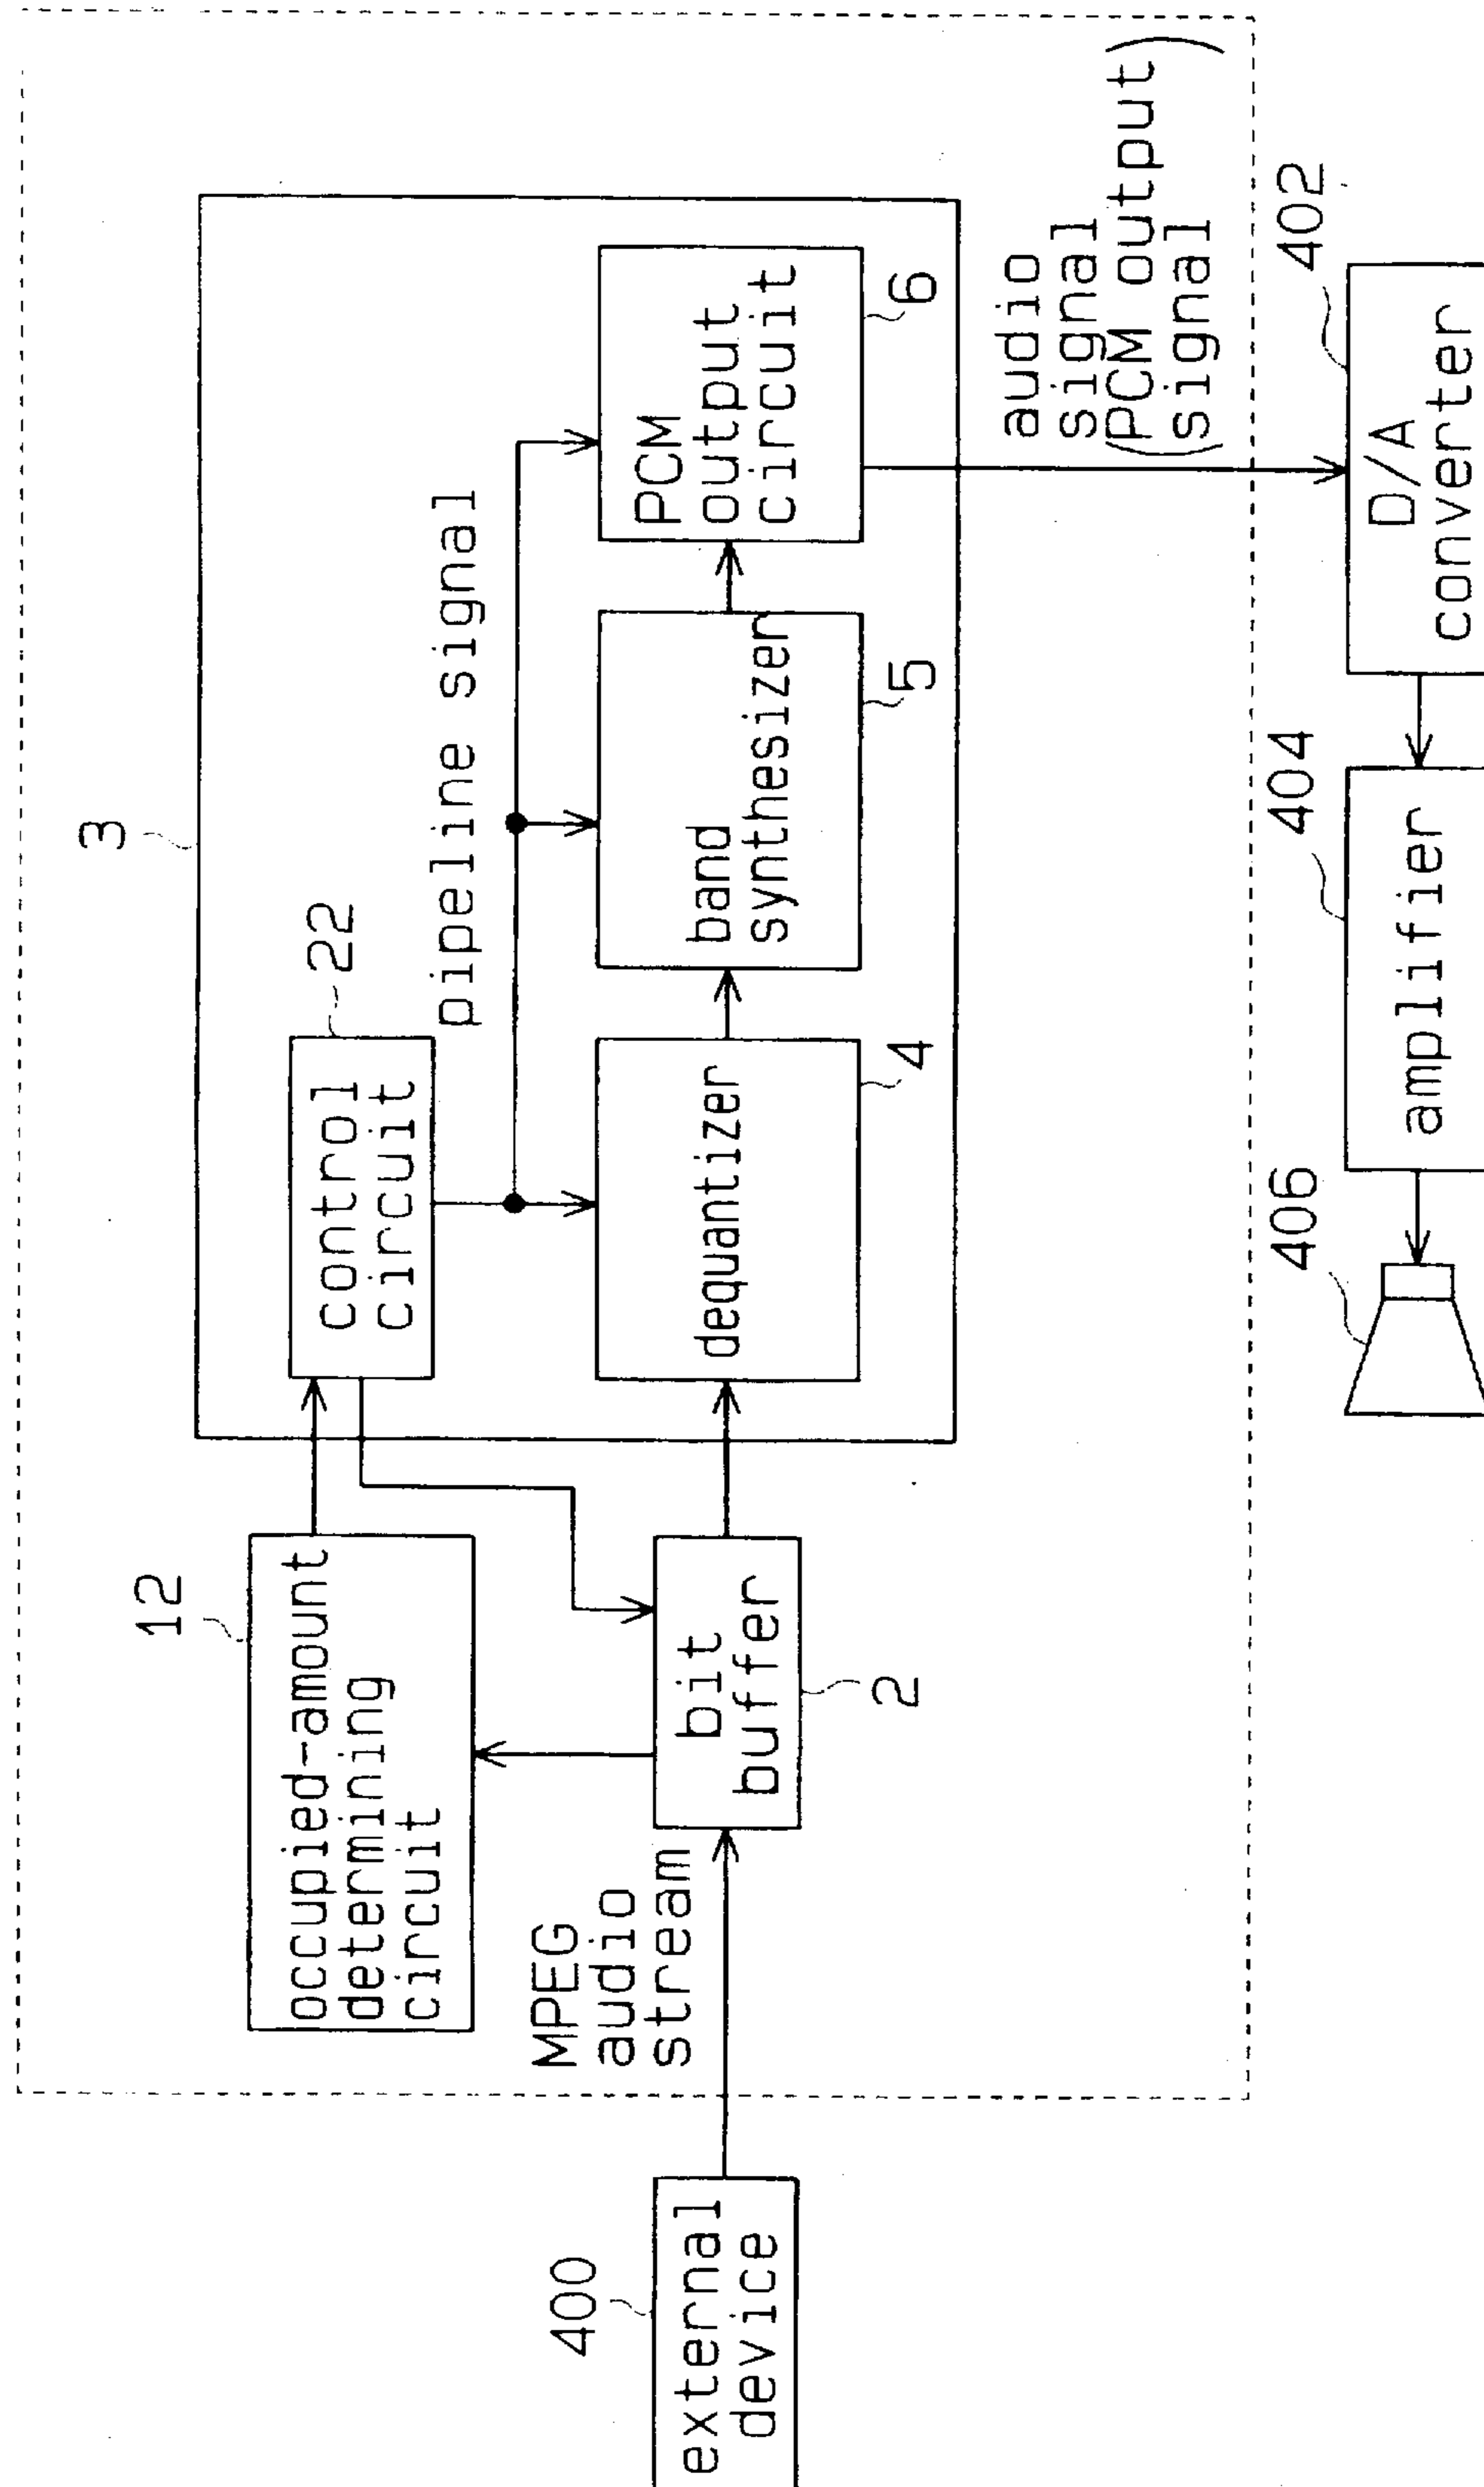 3
12
occupied-amount
determining
circuit
control
circuit
22
pipeline signal
400
external
device
MPEG
audio
stream
bit
buffer
2
dequantizer
4
band
synthesizer
5
PCM
output
circuit
6
audio
signal
(PCM output)
(signal)
406
404
amplifier
402
D/A
converter